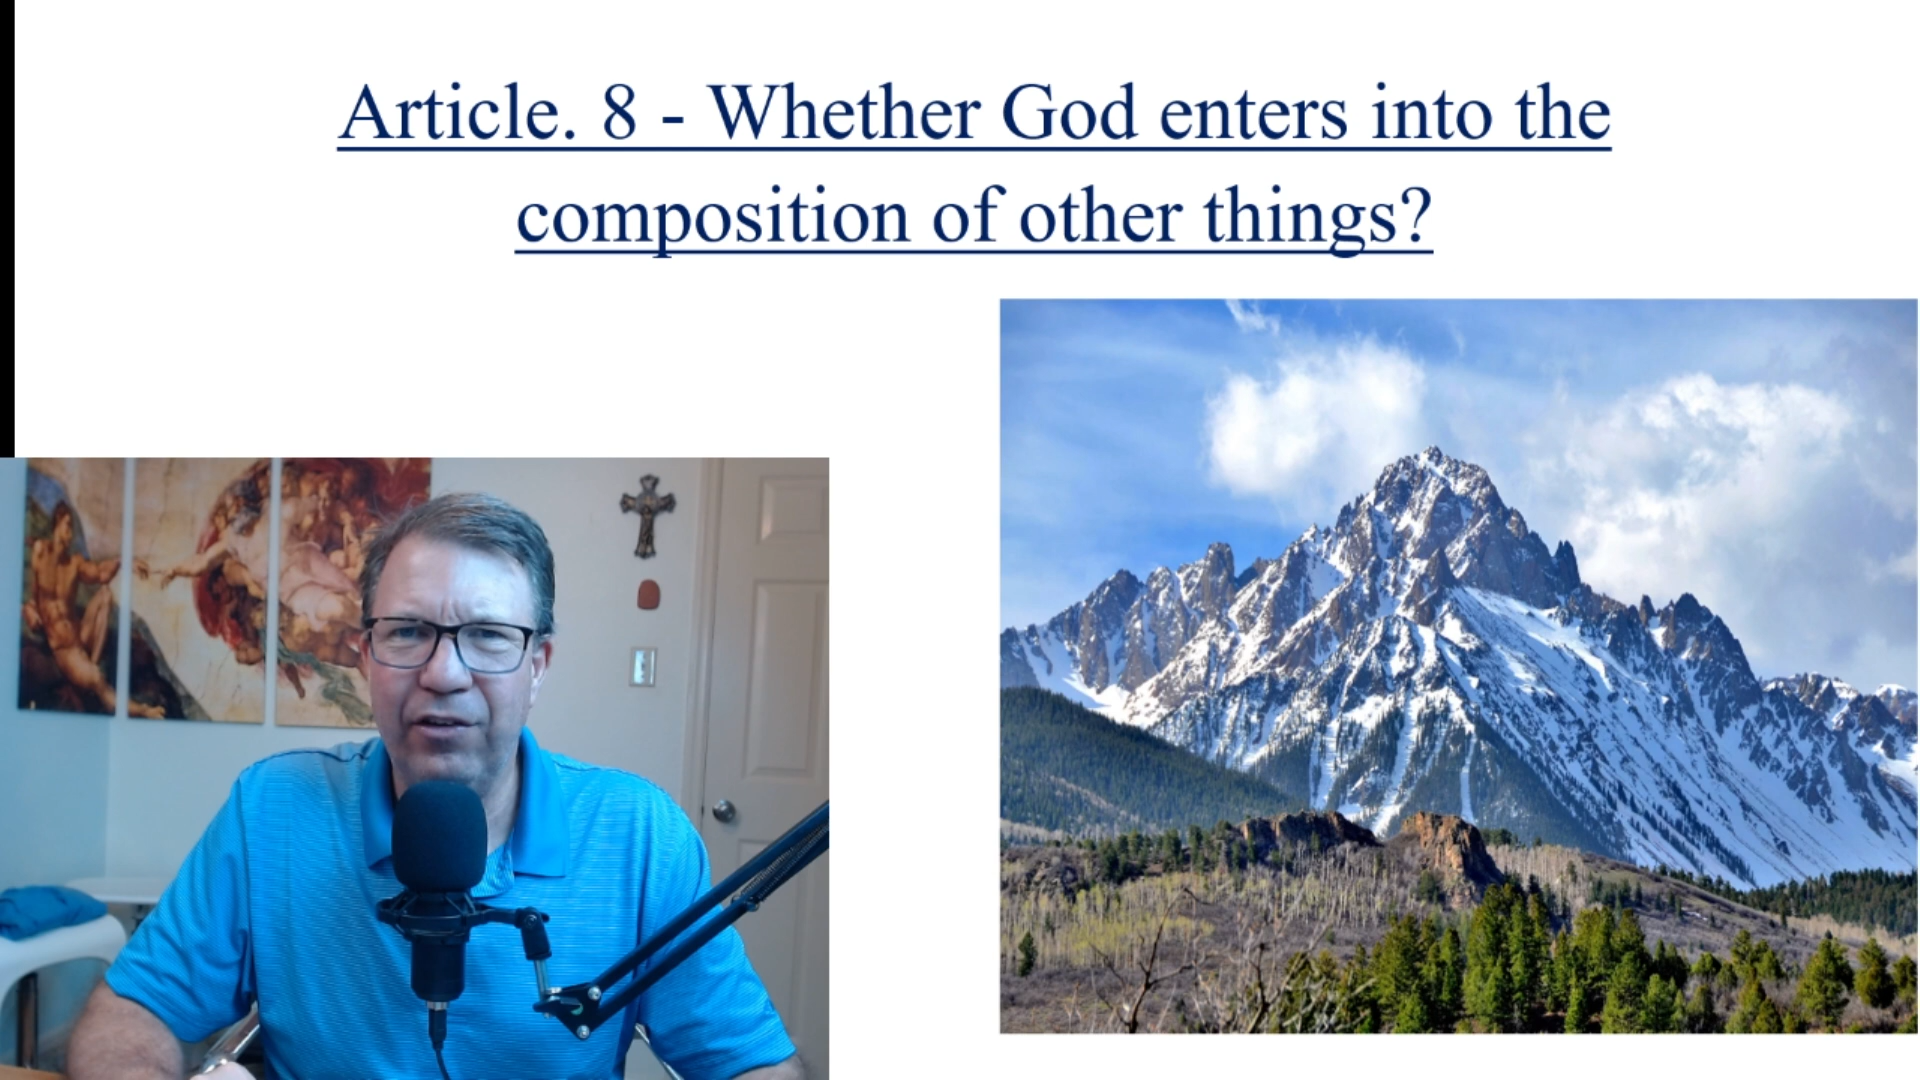 Article. 8 - Whether God enters into the
composition of other things?